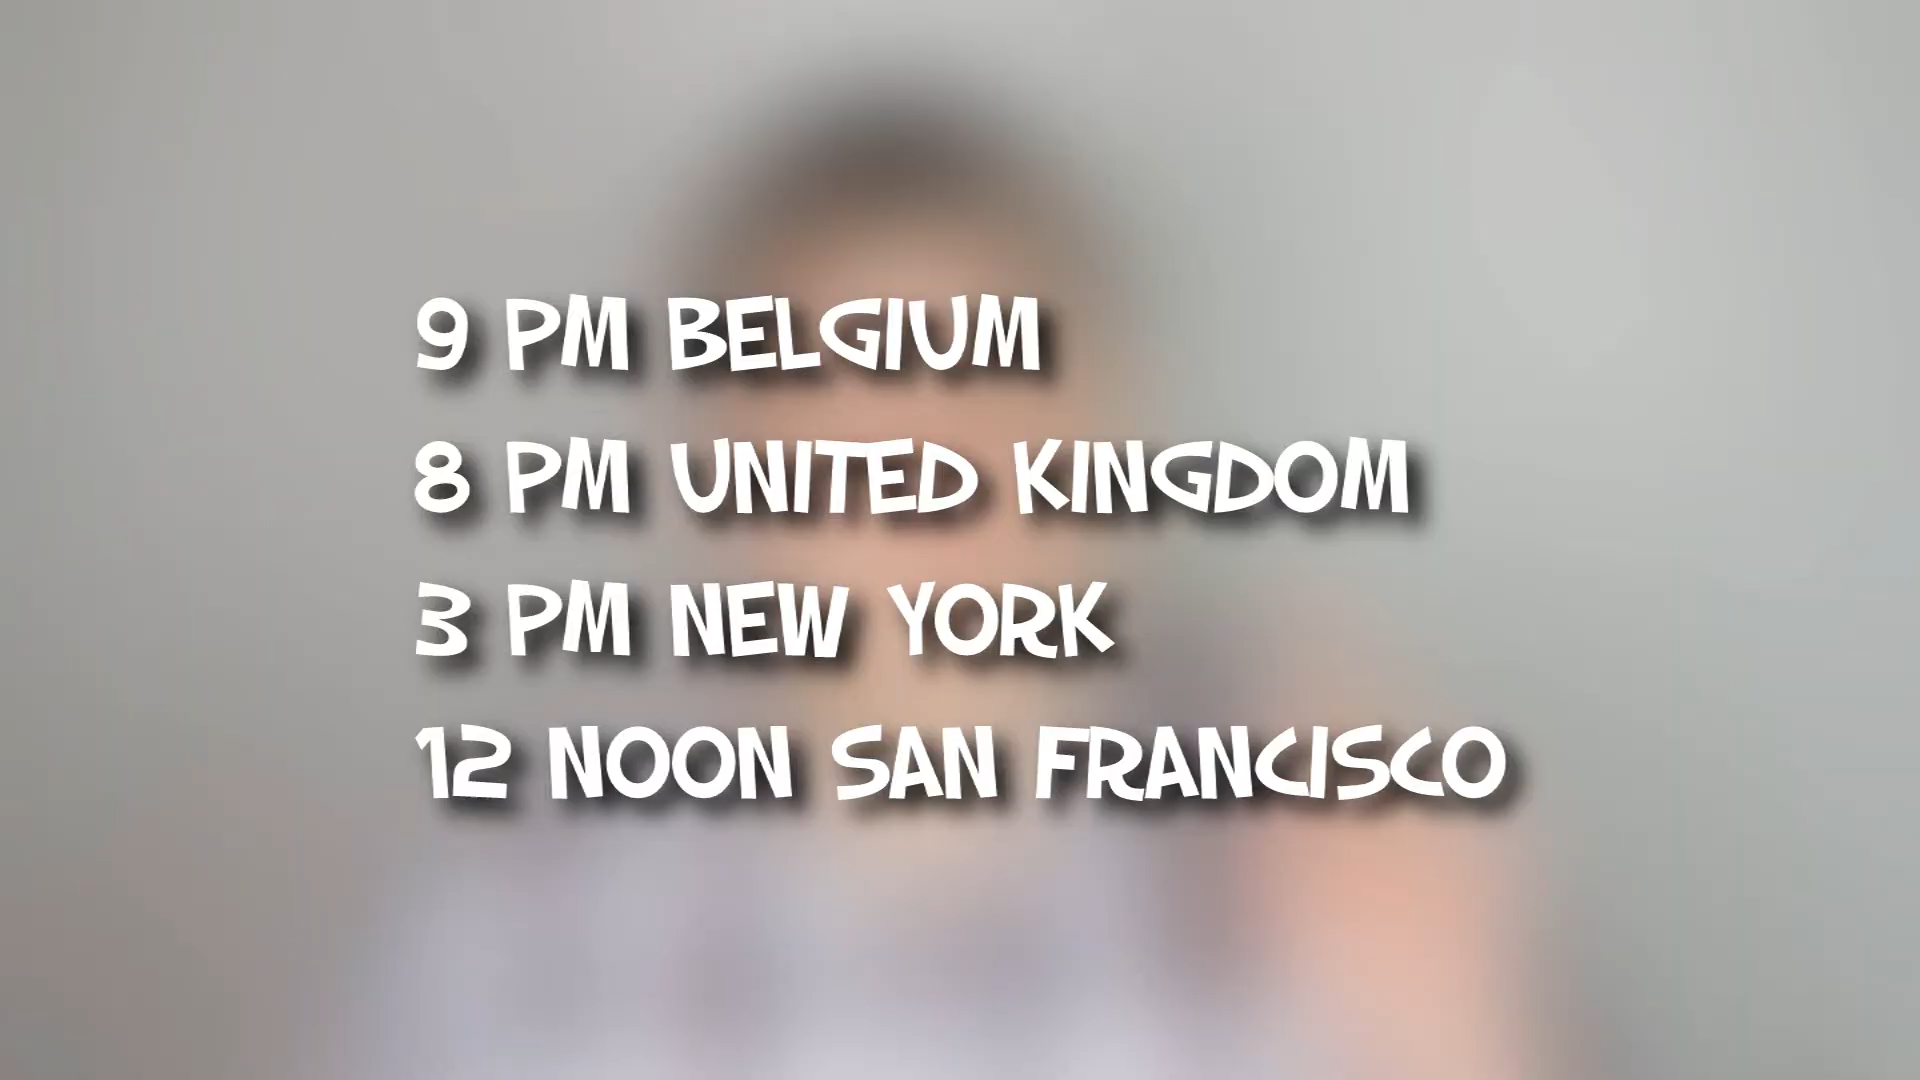 9 PM BELGIUM
8 PM UNITED KINGDOM
3 PM NEW YORK
12 NOON SAN FRANCISCO